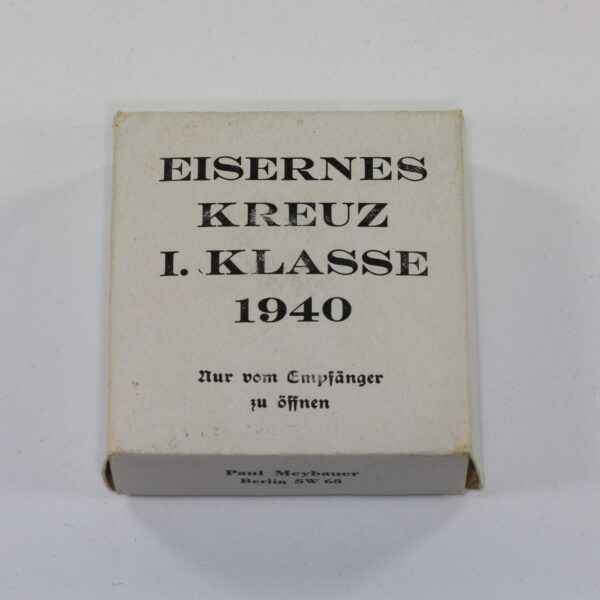 EISERNES
KREUZ
I. KLASSE
1940
Nur vom Empfänger
zu öffnen
Paul Meybauer
Berlin SW 68